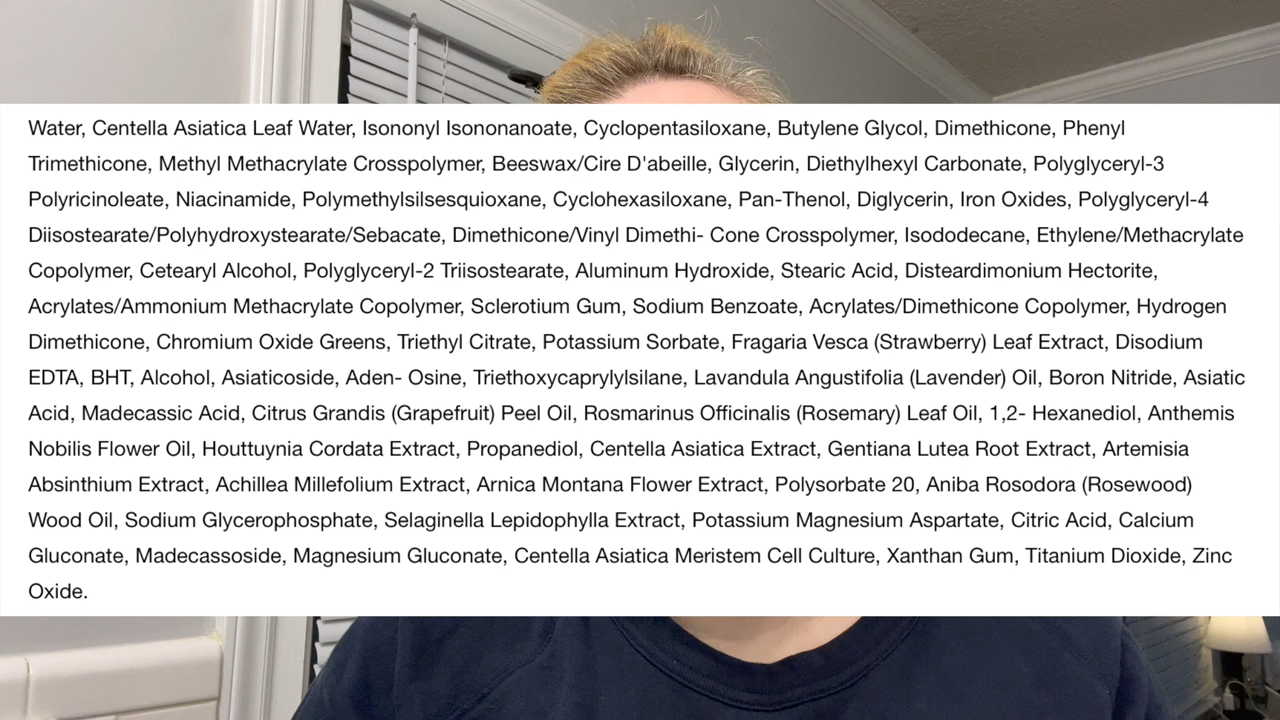 Water, Centella Asiatica Leaf Water, Isononyl Isononanoate, Cyclopentasiloxane, Butylene Glycol, Dimethicone, Phenyl
Trimethicone, Methyl Methacrylate Crosspolymer, Beeswax/Cire D'abeille, Glycerin, Diethylhexyl Carbonate, Polyglyceryl-3
Polyricinoleate, Niacinamide, Polymethylsilsesquioxane, Cyclohexasiloxane, Pan-Thenol, Diglycerin, Iron Oxides, Polyglyceryl-4
Diisostearate/Polyhydroxystearate/Sebacate, Dimethicone/Vinyl Dimethi- Cone Crosspolymer, Isododecane, Ethylene/Methacrylate
Copolymer, Cetearyl Alcohol, Polyglyceryl-2 Triisostearate, Aluminum Hydroxide, Stearic Acid, Disteardimonium Hectorite,
Acrylates/Ammonium Methacrylate Copolymer, Sclerotium Gum, Sodium Benzoate, Acrylates/Dimethicone Copolymer, Hydrogen
Dimethicone, Chromium Oxide Greens, Triethyl Citrate, Potassium Sorbate, Fragaria Vesca (Strawberry) Leaf Extract, Disodium
EDTA, BHT, Alcohol, Asiaticoside, Aden- Osine, Triethoxycaprylylsilane, Lavandula Angustifolia (Lavender) Oil, Boron Nitride, Asiatic
Acid, Madecassic Acid, Citrus Grandis (Grapefruit) Peel Oil, Rosmarinus Officinalis (Rosemary) Leaf Oil, 1,2- Hexanediol, Anthemis
Nobilis Flower Oil, Houttuynia Cordata Extract, Propanediol, Centella Asiatica Extract, Gentiana Lutea Root Extract, Artemisia
Absinthium Extract, Achillea Millefolium Extract, Arnica Montana Flower Extract, Polysorbate 20, Aniba Rosodora (Rosewood)
Wood Oil, Sodium Glycerophosphate, Selaginella Lepidophylla Extract, Potassium Magnesium Aspartate, Citric Acid, Calcium
Gluconate, Madecassoside, Magnesium Gluconate, Centella Asiatica Meristem Cell Culture, Xanthan Gum, Titanium Dioxide, Zinc
Oxide.